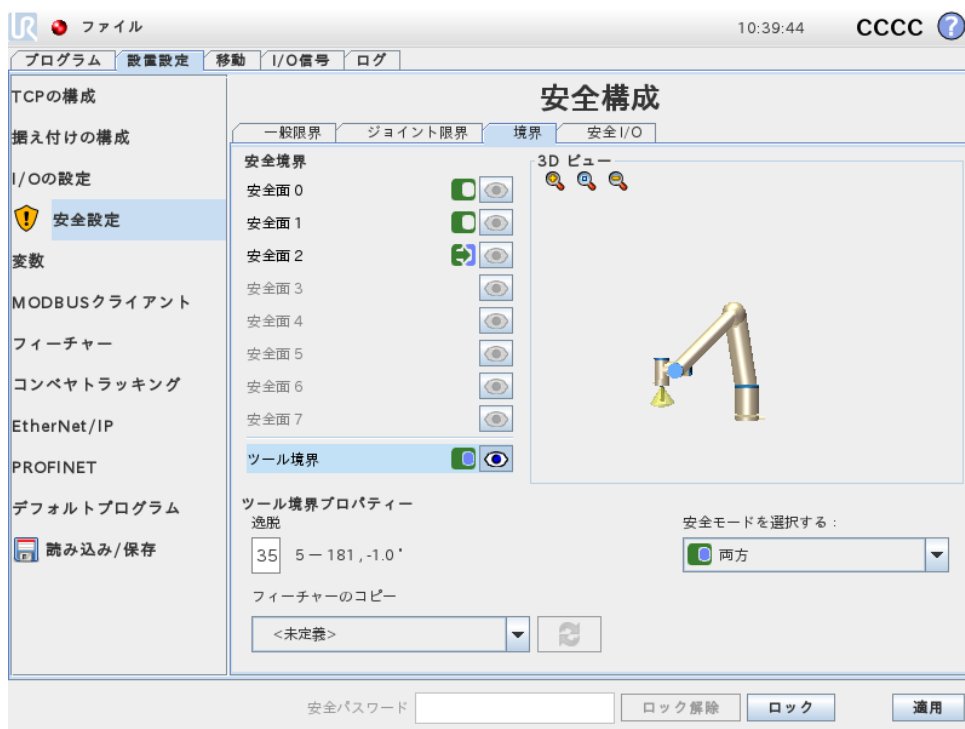 UR ファイル 10:39:44 CCCC ?
プログラム 設置設定 移動 I/O信号 ログ
TCPの構成
据え付けの構成
I/Oの設定
安全設定
変数
MODBUSクライアント
フィーチャー
コンベヤトラッキング
EtherNet/IP
PROFINET
デフォルトプログラム
読み込み/保存
安全構成
一般限界 ジョイント限界 境界 安全I/O
安全境界
安全面 0
安全面 1
安全面 2
安全面 3
安全面 4
安全面 5
安全面 6
安全面 7
ツール境界
3D ビュー
ツール境界プロパティー
逸脱
35 5 － 181 , -1.0 °
フィーチャーのコピー
<未定義>
安全モードを選択する :
両方
安全パスワード ロック解除 ロック 適用